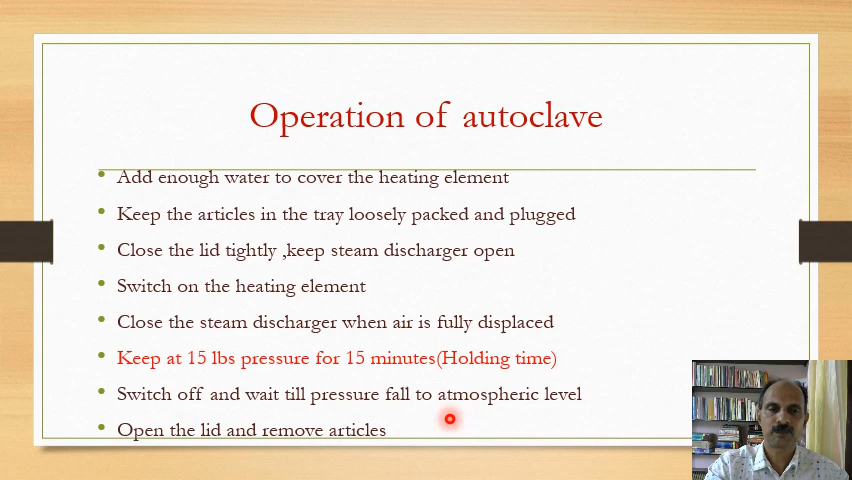 Operation of autoclave
• Add enough water to cover the heating element
• Keep the articles in the tray loosely packed and plugged
• Close the lid tightly ,keep steam discharger open
• Switch on the heating element
• Close the steam discharger when air is fully displaced
• Keep at 15 lbs pressure for 15 minutes(Holding time)
• Switch off and wait till pressure fall to atmospheric level
• Open the lid and remove articles